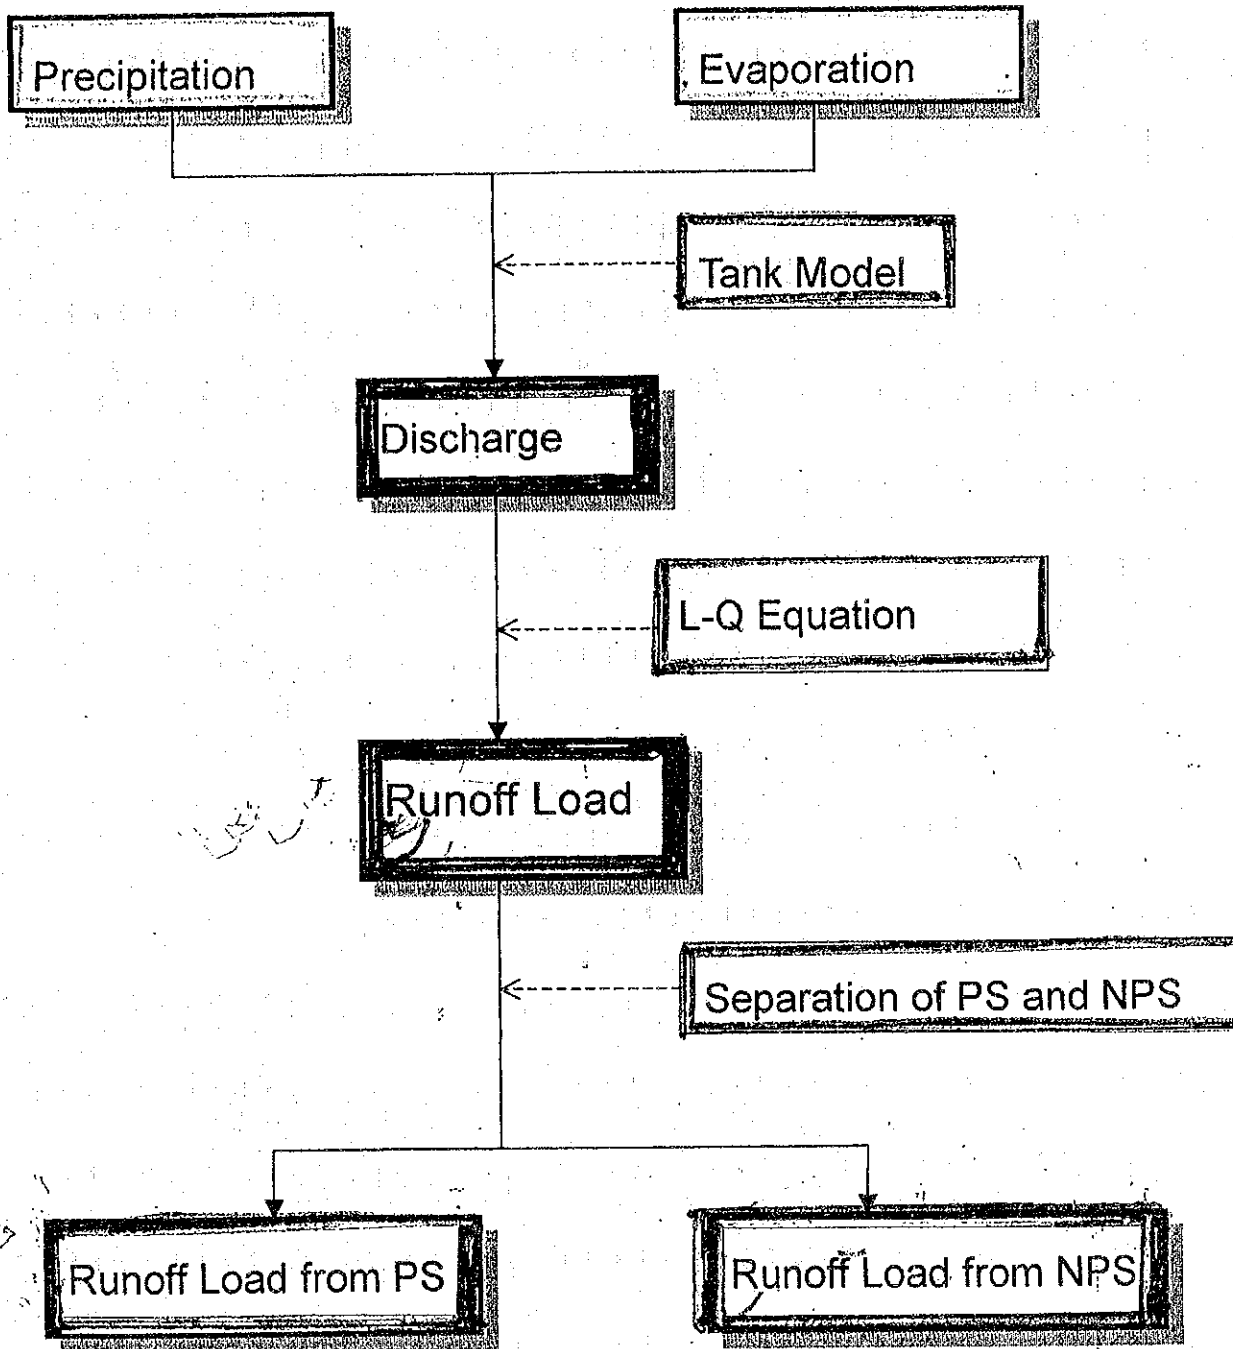 Precipitation
Evaporation
Tank Model
Discharge
L-Q Equation
Runoff Load
Separation of PS and NPS
Runoff Load from PS
Runoff Load from NPS